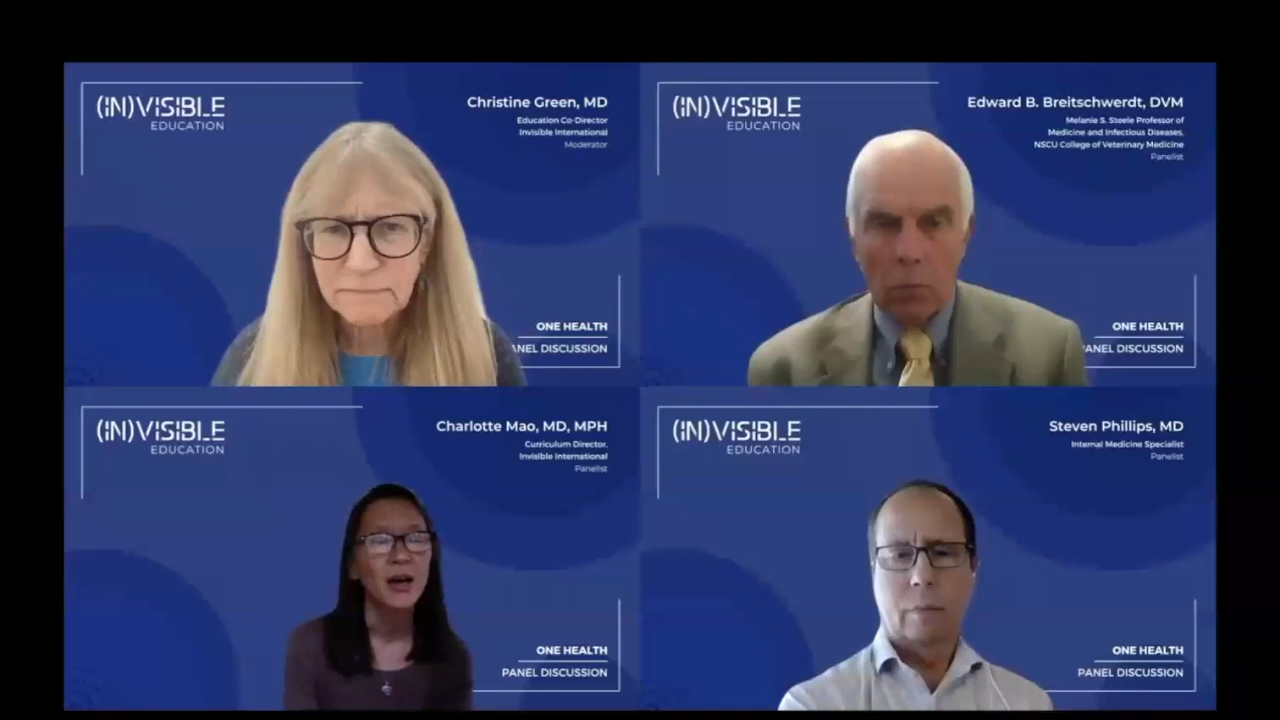 (IN)VISIBLE
EDUCATION
Christine Green, MD
Education Co-Director
Invisible International
Moderator
ONE HEALTH
PANEL DISCUSSION
(IN)VISIBLE
EDUCATION
Edward B. Breitschwerdt, DVM
Melanie S. Steele Professor of
Medicine and Infectious Diseases,
NSCU College of Veterinary Medicine
Panelist
ONE HEALTH
PANEL DISCUSSION
(IN)VISIBLE
EDUCATION
Charlotte Mao, MD, MPH
Curriculum Director,
Invisible International
Panelist
ONE HEALTH
PANEL DISCUSSION
(IN)VISIBLE
EDUCATION
Steven Phillips, MD
Internal Medicine Specialist
Panelist
ONE HEALTH
PANEL DISCUSSION